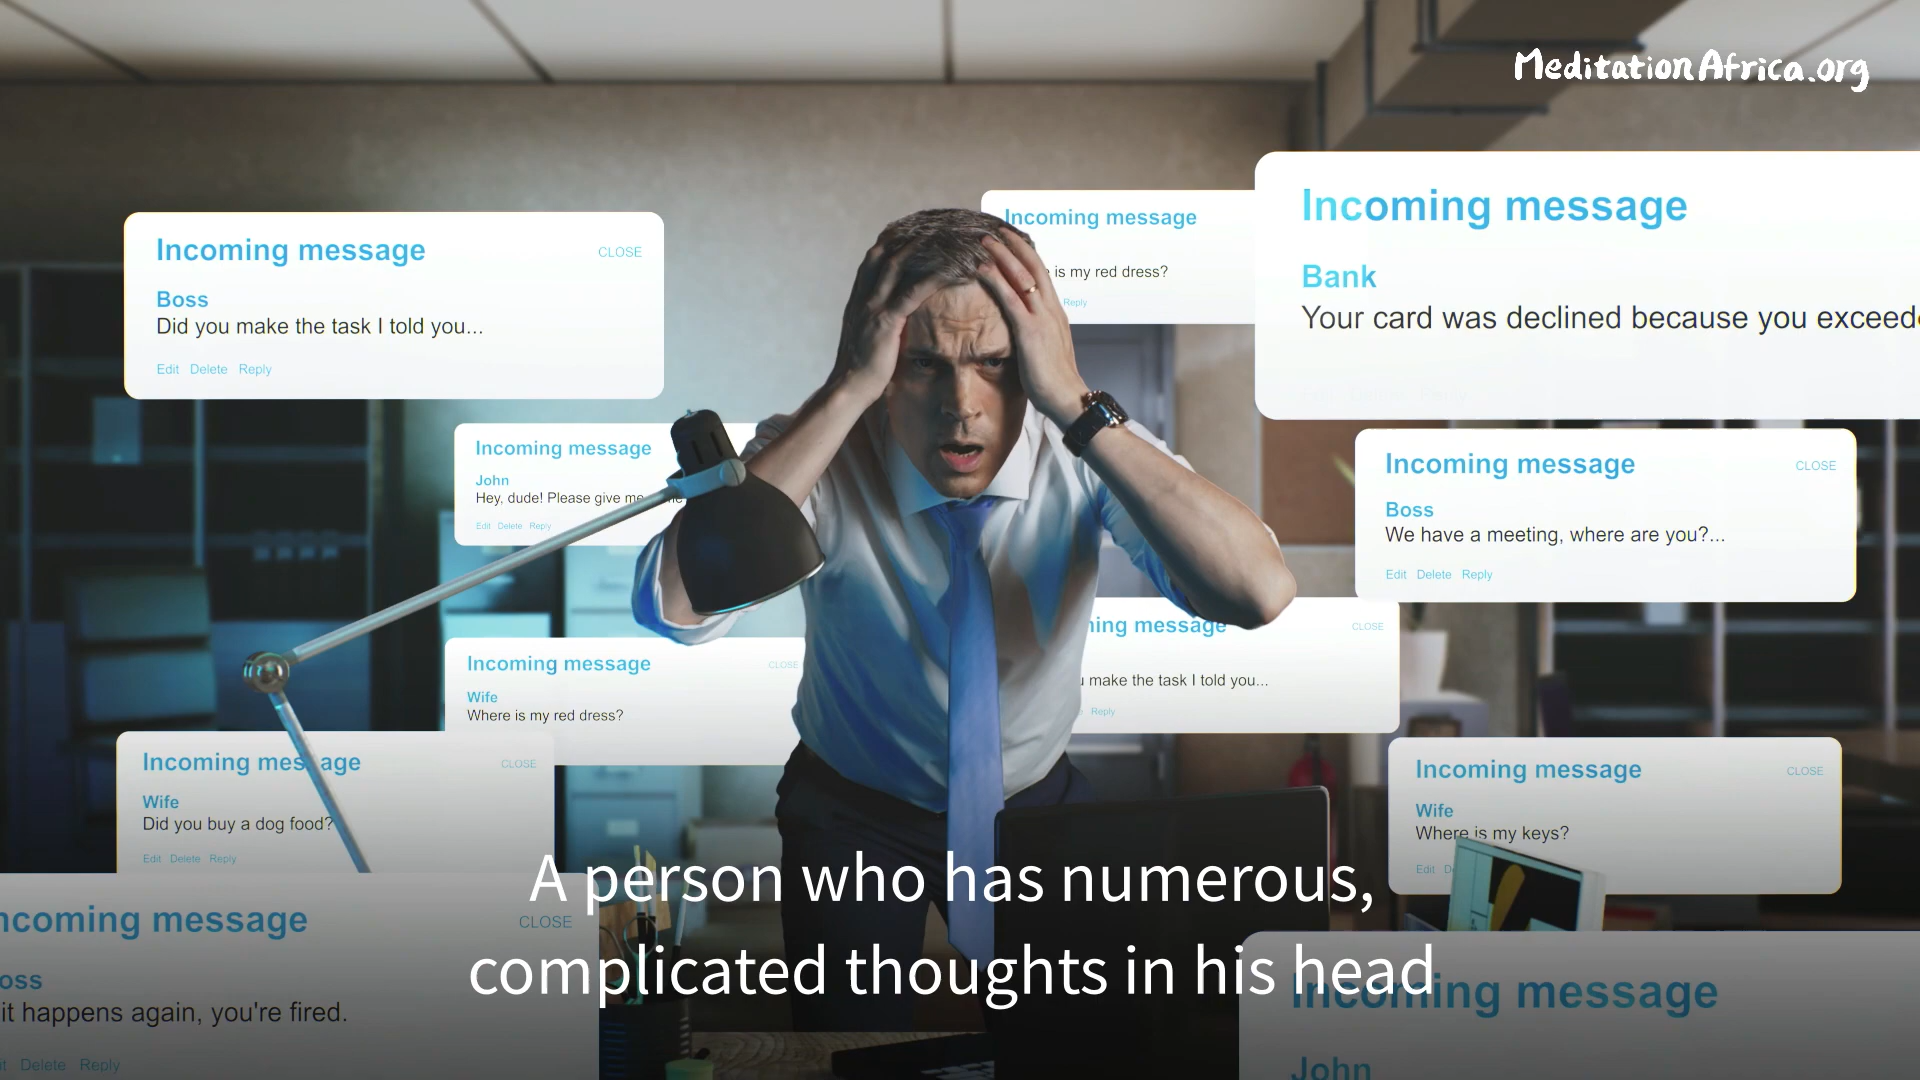 MeditationAfrica.org
Incoming message
CLOSE
Boss
Did you make the task I told you...
Edit Delete Reply
Incoming message
is my red dress?
Reply
Incoming message
Bank
Your card was declined because you
Edit Delete Reply
Incoming message
John
Hey, dude! Please give me
Edit Delete Reply
Incoming message
CLOSE
Boss
We have a meeting, where are you?...
Edit Delete Reply
message
CLOSE
make the task I told you...
Reply
Incoming message
CLOSE
Wife
Where is my red dress?
Incoming message
CLOSE
Wife
Did you buy a dog food?
Edit Delete Reply
Incoming message
CLOSE
Wife
Where is my keys?
Edit
A person who has numerous,
complicated thoughts in his head
ncoming message
CLOSE
oss
it happens again, you're fired.
Delete Reply
Incoming message
John